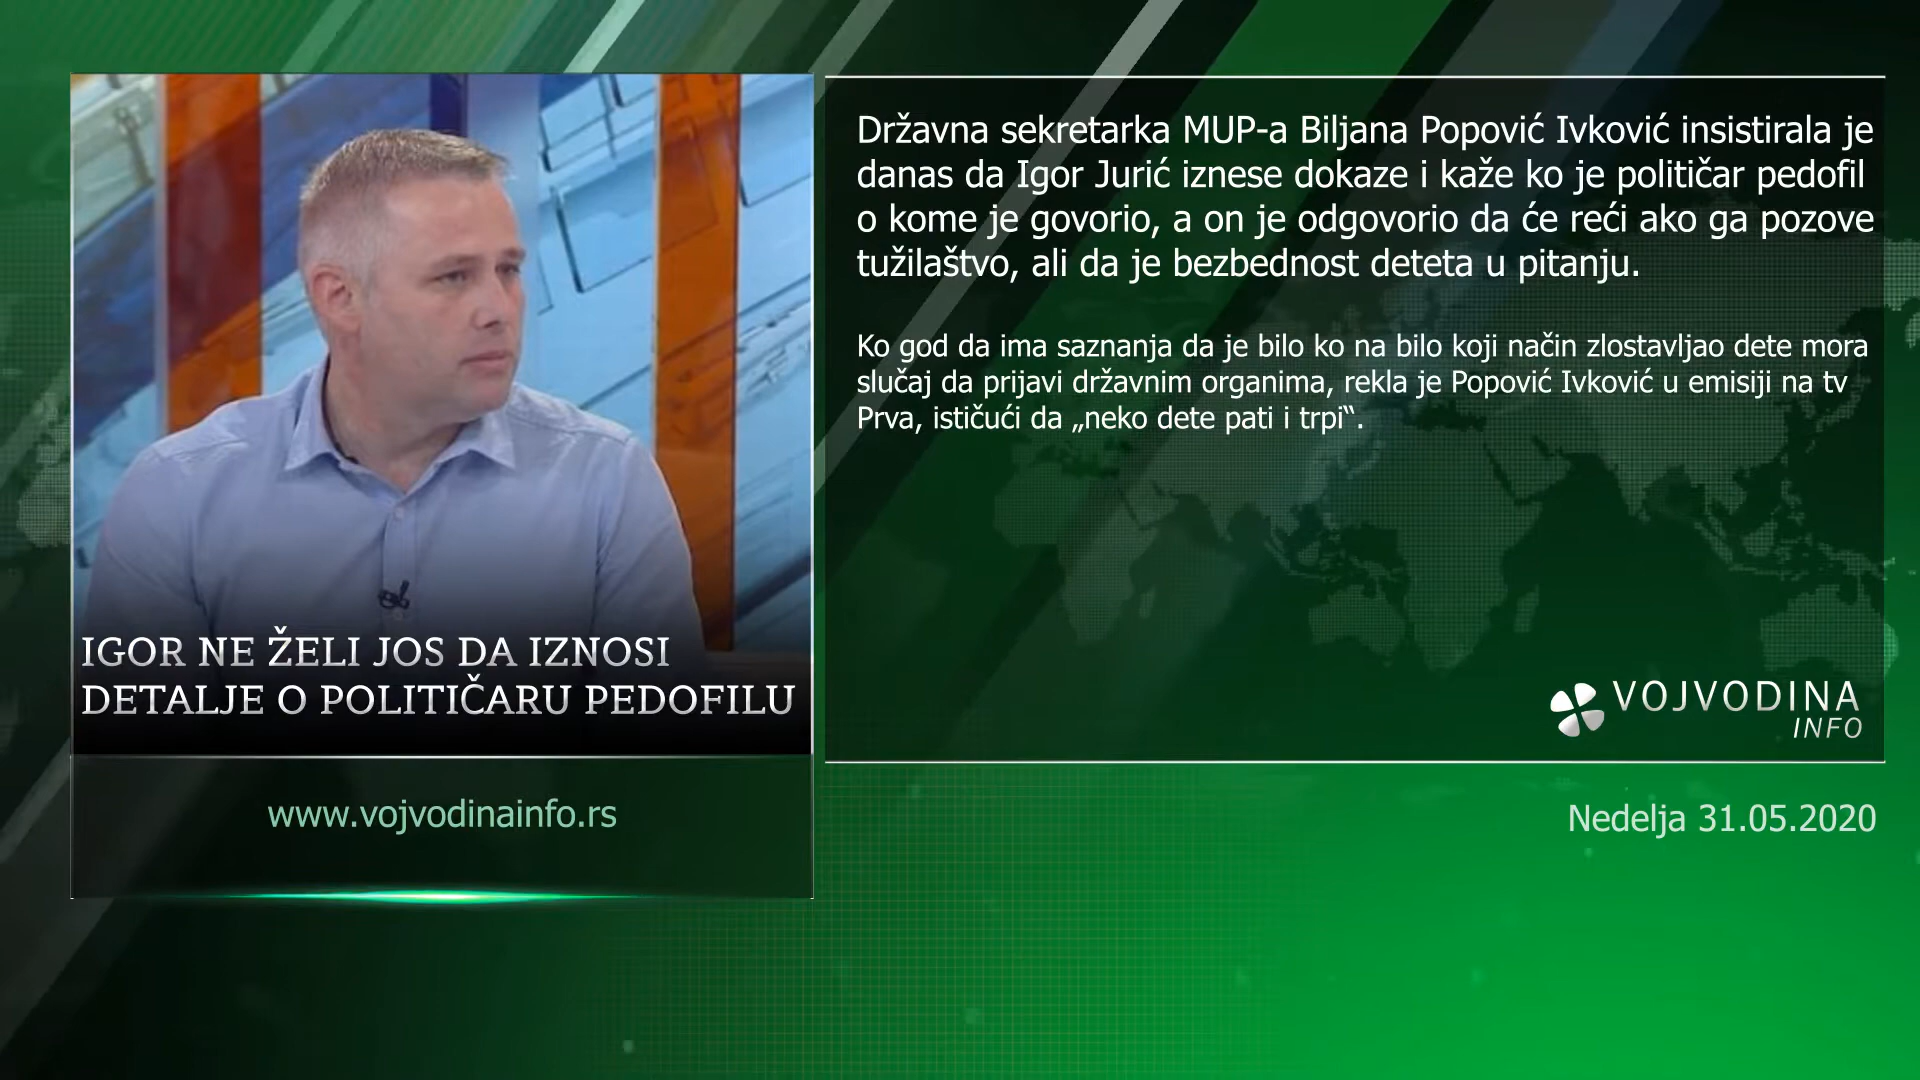 IGOR NE ŽELI JOS DA IZNOSI
DETALJE O POLITIČARU PEDOFILU
www.vojvodinainfo.rs
Državna sekretarka MUP-a Biljana Popović Ivković insistirala je
danas da Igor Jurić iznese dokaze i kaže ko je političar pedofil
o kome je govorio, a on je odgovorio da će reći ako ga pozove
tužilaštvo, ali da je bezbednost deteta u pitanju.
Ko god da ima saznanja da je bilo ko na bilo koji način zlostavljao dete mora
slučaj da prijavi državnim organima, rekla je Popović Ivković u emisiji na tv
Prva, ističući da „neko dete pati i trpi“.
VOJVODINA
INFO
Nedelja 31.05.2020